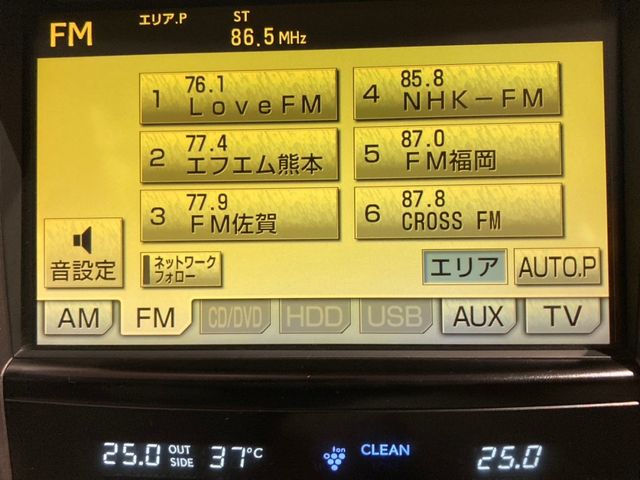 FM
エリア.P
ST
86.5 MHz
1 76.1
LoveFM
2 77.4
エフエム熊本
3 77.9
FM佐賀
4 85.8
NHK－FM
5 87.0
FM福岡
6 87.8
CROSS FM
音設定
ネットワーク
フォロー
エリア
AUTO.P
AM
FM
CD/DVD
HDD
USB
AUX
TV
25.0
OUT
SIDE
37℃
ion
CLEAN
25.0